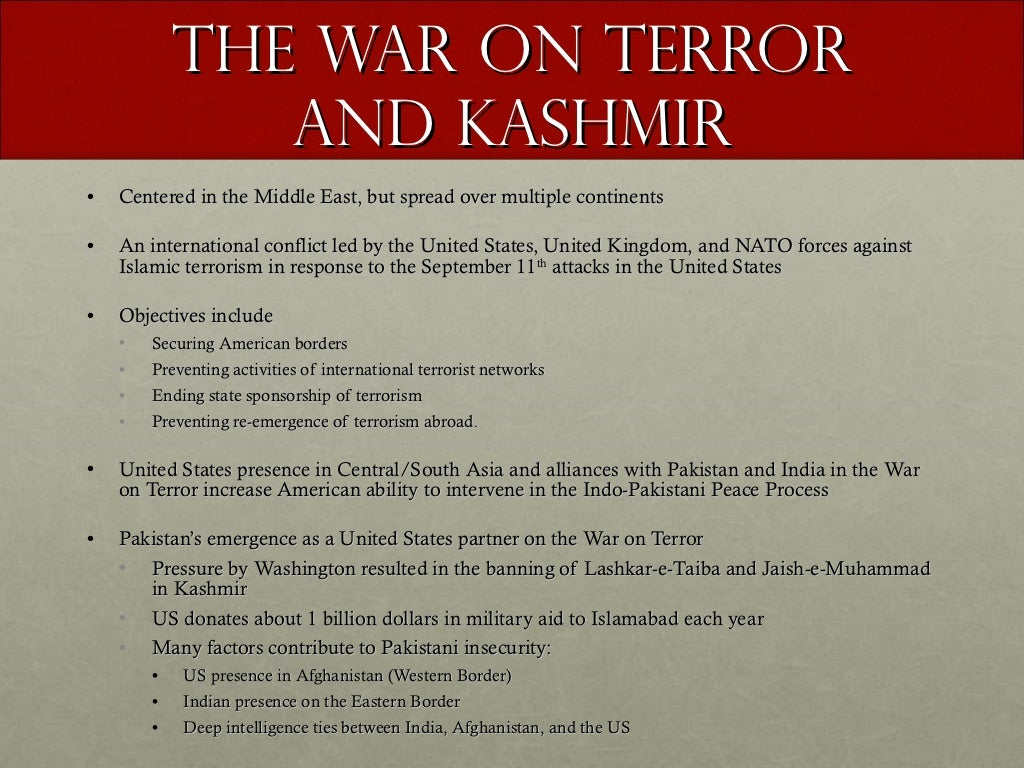 THE WAR ON TERROR
AND KASHMIR
• Centered in the Middle East, but spread over multiple continents
• An international conflict led by the United States, United Kingdom, and NATO forces against
Islamic terrorism in response to the September 11th attacks in the United States
• Objectives include
• Securing American borders
• Preventing activities of international terrorist networks
• Ending state sponsorship of terrorism
• Preventing re-emergence of terrorism abroad.
• United States presence in Central/South Asia and alliances with Pakistan and India in the War
on Terror increase American ability to intervene in the Indo-Pakistani Peace Process
• Pakistan's emergence as a United States partner on the War on Terror
• Pressure by Washington resulted in the banning of Lashkar-e-Taiba and Jaish-e-Muhammad
in Kashmir
• US donates about 1 billion dollars in military aid to Islamabad each year
• Many factors contribute to Pakistani insecurity:
• US presence in Afghanistan (Western Border)
• Indian presence on the Eastern Border
• Deep intelligence ties between India, Afghanistan, and the US